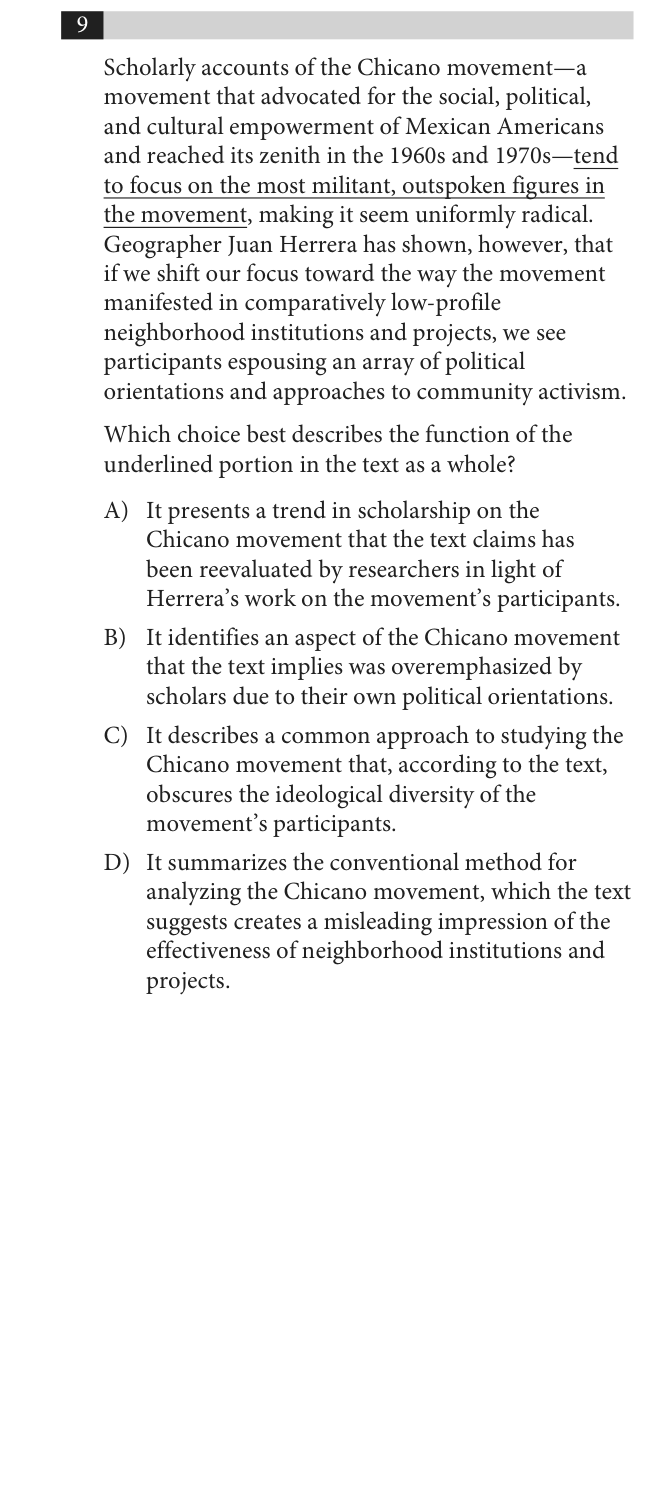 9
Scholarly accounts of the Chicano movement—a
movement that advocated for the social, political,
and cultural empowerment of Mexican Americans
and reached its zenith in the 1960s and 1970s—tend
to focus on the most militant, outspoken figures in
the movement, making it seem uniformly radical.
Geographer Juan Herrera has shown, however, that
if we shift our focus toward the way the movement
manifested in comparatively low-profile
neighborhood institutions and projects, we see
participants espousing an array of political
orientations and approaches to community activism.
Which choice best describes the function of the
underlined portion in the text as a whole?
A) It presents a trend in scholarship on the
Chicano movement that the text claims has
been reevaluated by researchers in light of
Herrera’s work on the movement’s participants.
B) It identifies an aspect of the Chicano movement
that the text implies was overemphasized by
scholars due to their own political orientations.
C) It describes a common approach to studying the
Chicano movement that, according to the text,
obscures the ideological diversity of the
movement’s participants.
D) It summarizes the conventional method for
analyzing the Chicano movement, which the text
suggests creates a misleading impression of the
effectiveness of neighborhood institutions and
projects.